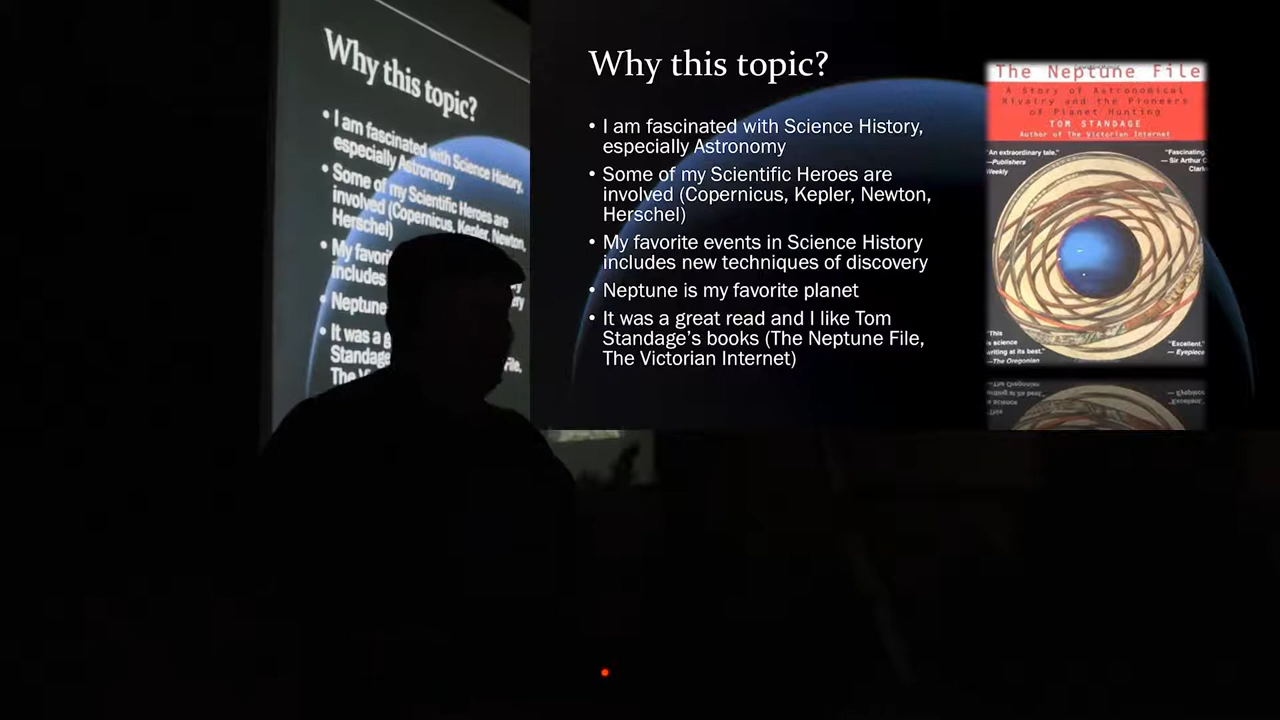 Why this topic?
• I am fascinated with Science History,
especially Astronomy
• Some of my Scientific Heroes are
involved (Copernicus, Kepler, Newton,
Herschel)
• My favori
includes
• Neptune
• It was a g
Standage
The Vi
Why this topic?
• I am fascinated with Science History,
especially Astronomy
• Some of my Scientific Heroes are
involved (Copernicus, Kepler, Newton,
Herschel)
• My favorite events in Science History
includes new techniques of discovery
• Neptune is my favorite planet
• It was a great read and I like Tom
Standage's books (The Neptune File,
The Victorian Internet)
The Neptune File
A Story of Astronomical
Rivalry and the Pioneers
of Planet Hunting
TOM STANDAGE
Author of The Victorian Internet
"An extraordinary tale."
—Publishers
Weekly
"Fascinating
— Sir Arthur C
Clark
"This
is science
writing at its best."
—The Oregonian
"Excellent."
— Eyepiece